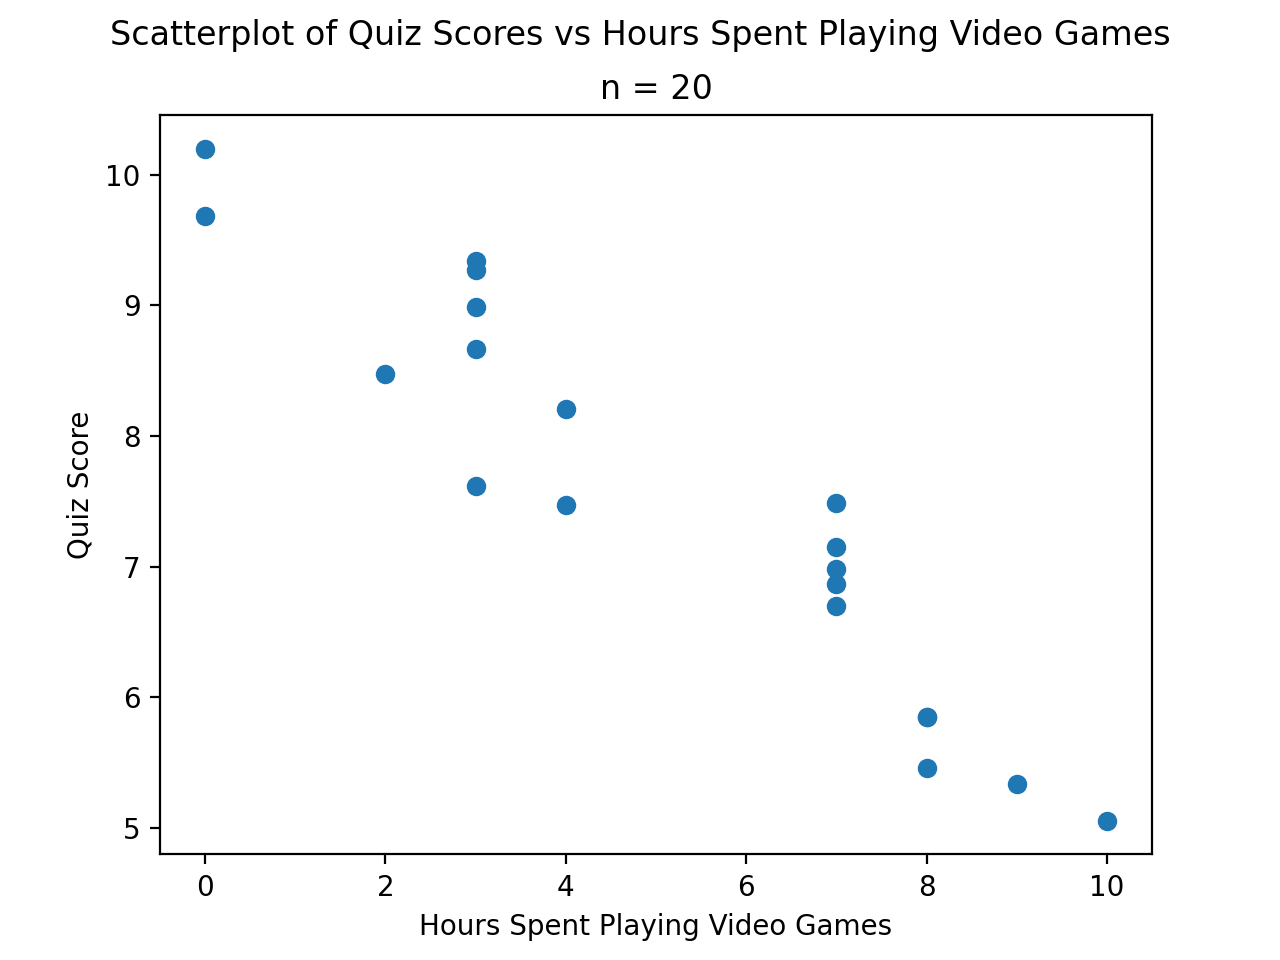 Scatterplot of Quiz Scores vs Hours Spent Playing Video Games
n = 20
10
9
8
7
6
5
Quiz Score
0 2 4 6 8 10
Hours Spent Playing Video Games